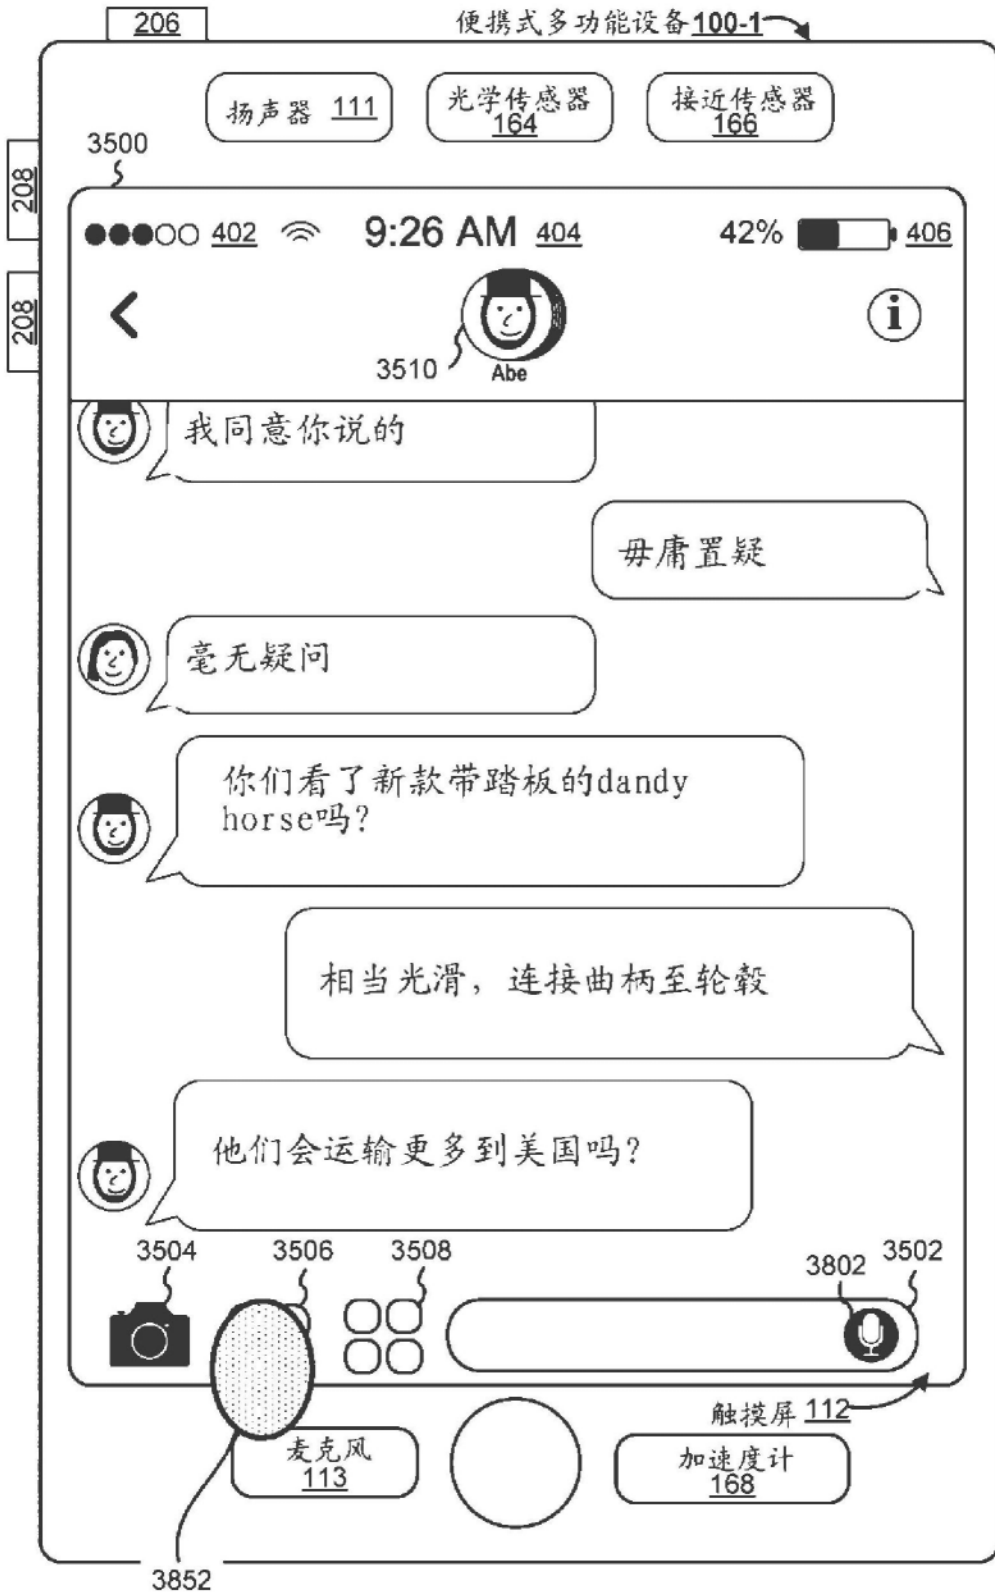 206
便携式多功能设备100-1
扬声器 111
光学传感器
164
接近传感器
166
3500
208
208
402
9:26 AM 404
42%
406
3510
Abe
我同意你说的
毋庸置疑
毫无疑问
你们看了新款带踏板的dandy
horse吗?
相当光滑，连接曲柄至轮毂
他们会运输更多到美国吗?
3504
3506
3508
3802
3502
触摸屏 112
麦克风
113
加速度计
168
3852